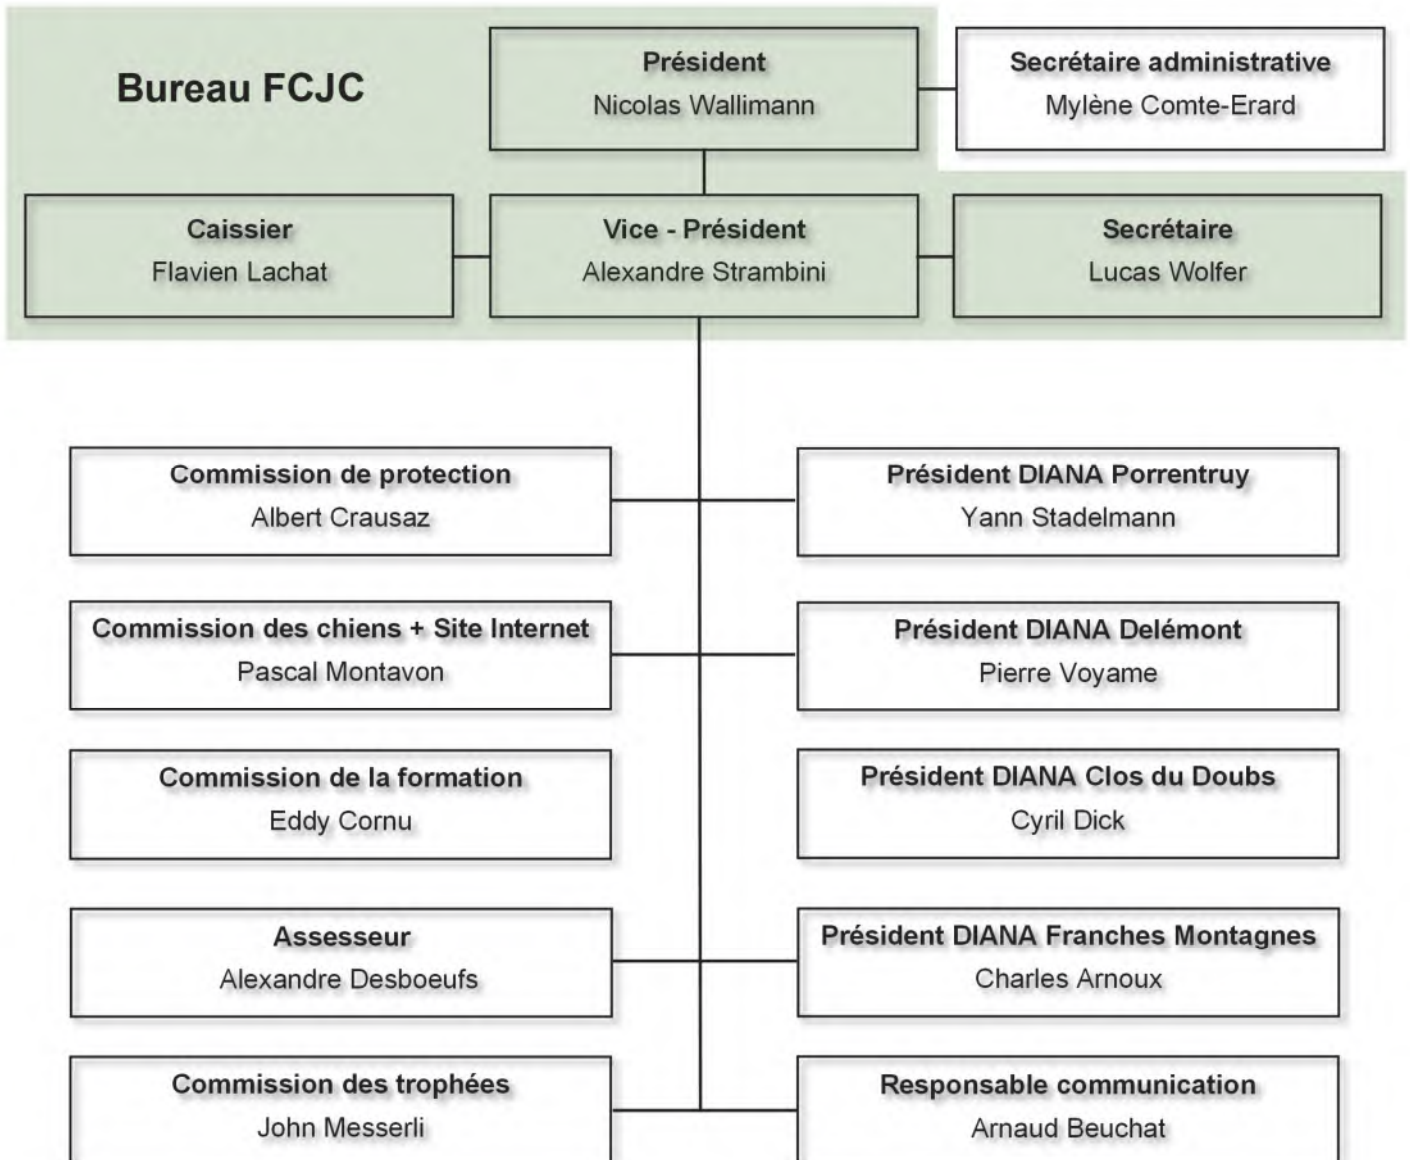 Bureau FCJC
Président
Nicolas Wallimann
Secrétaire administrative
Mylène Comte-Erard
Caissier
Flavien Lachat
Vice - Président
Alexandre Strambini
Secrétaire
Lucas Wolfer
Commission de protection
Albert Crausaz
Président DIANA Porrentruy
Yann Stadelmann
Commission des chiens + Site Internet
Pascal Montavon
Président DIANA Delémont
Pierre Voyame
Commission de la formation
Eddy Cornu
Président DIANA Clos du Doubs
Cyril Dick
Assesseur
Alexandre Desboeufs
Président DIANA Franches Montagnes
Charles Arnoux
Commission des trophées
John Messerli
Responsable communication
Arnaud Beuchat